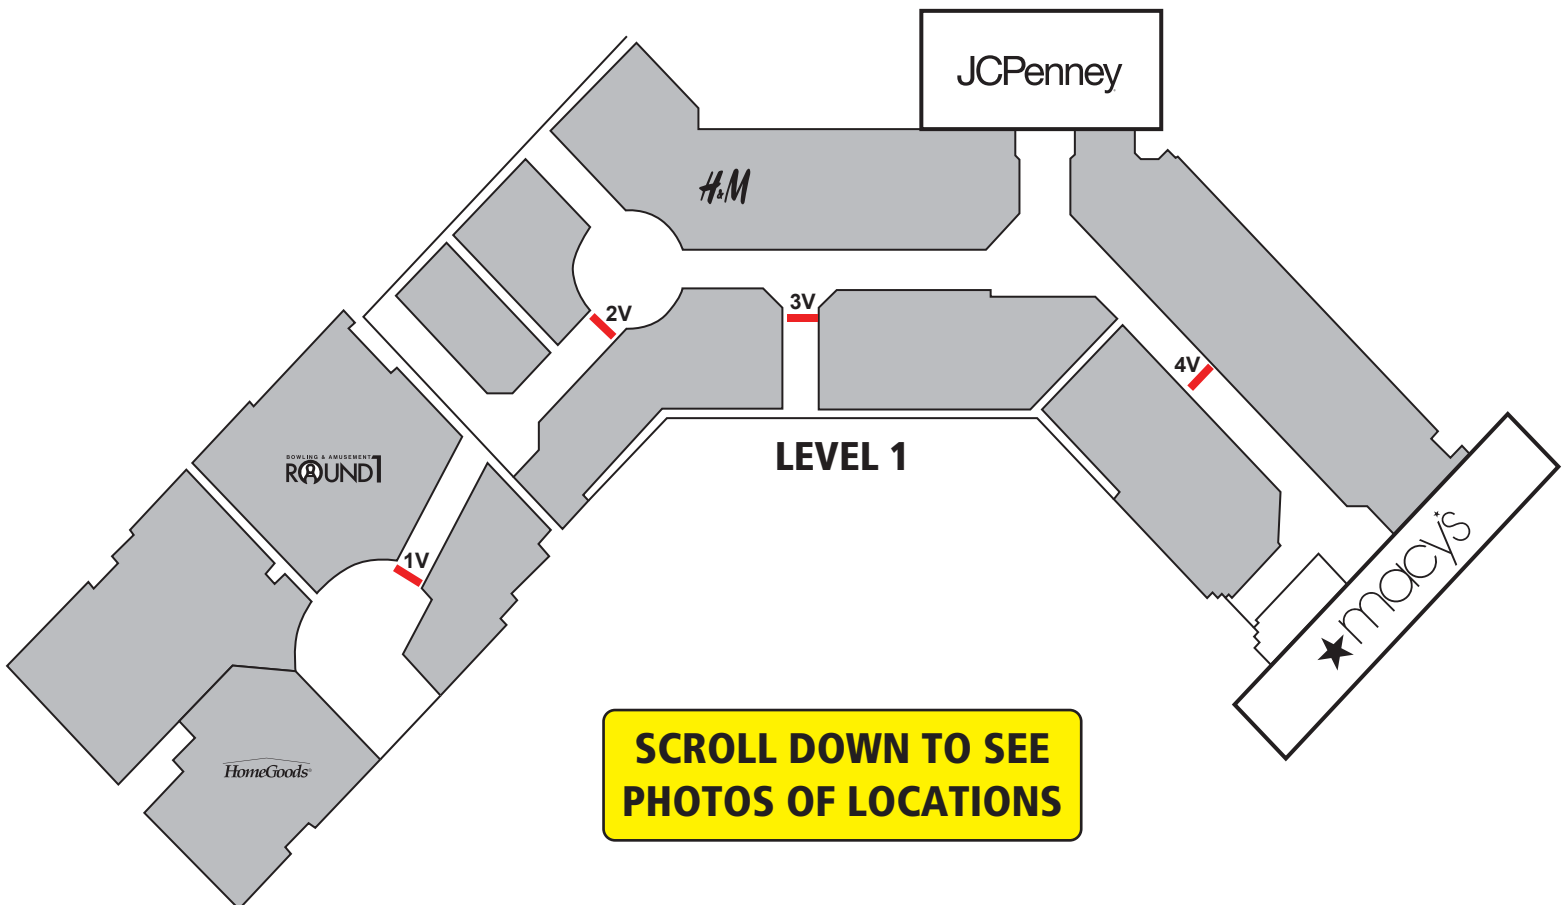 JCPenney
H&M
2V
3V
4V
LEVEL 1
BOWLING & AMUSEMENT
ROUND1
1V
macy's
HomeGoods®
SCROLL DOWN TO SEE
PHOTOS OF LOCATIONS